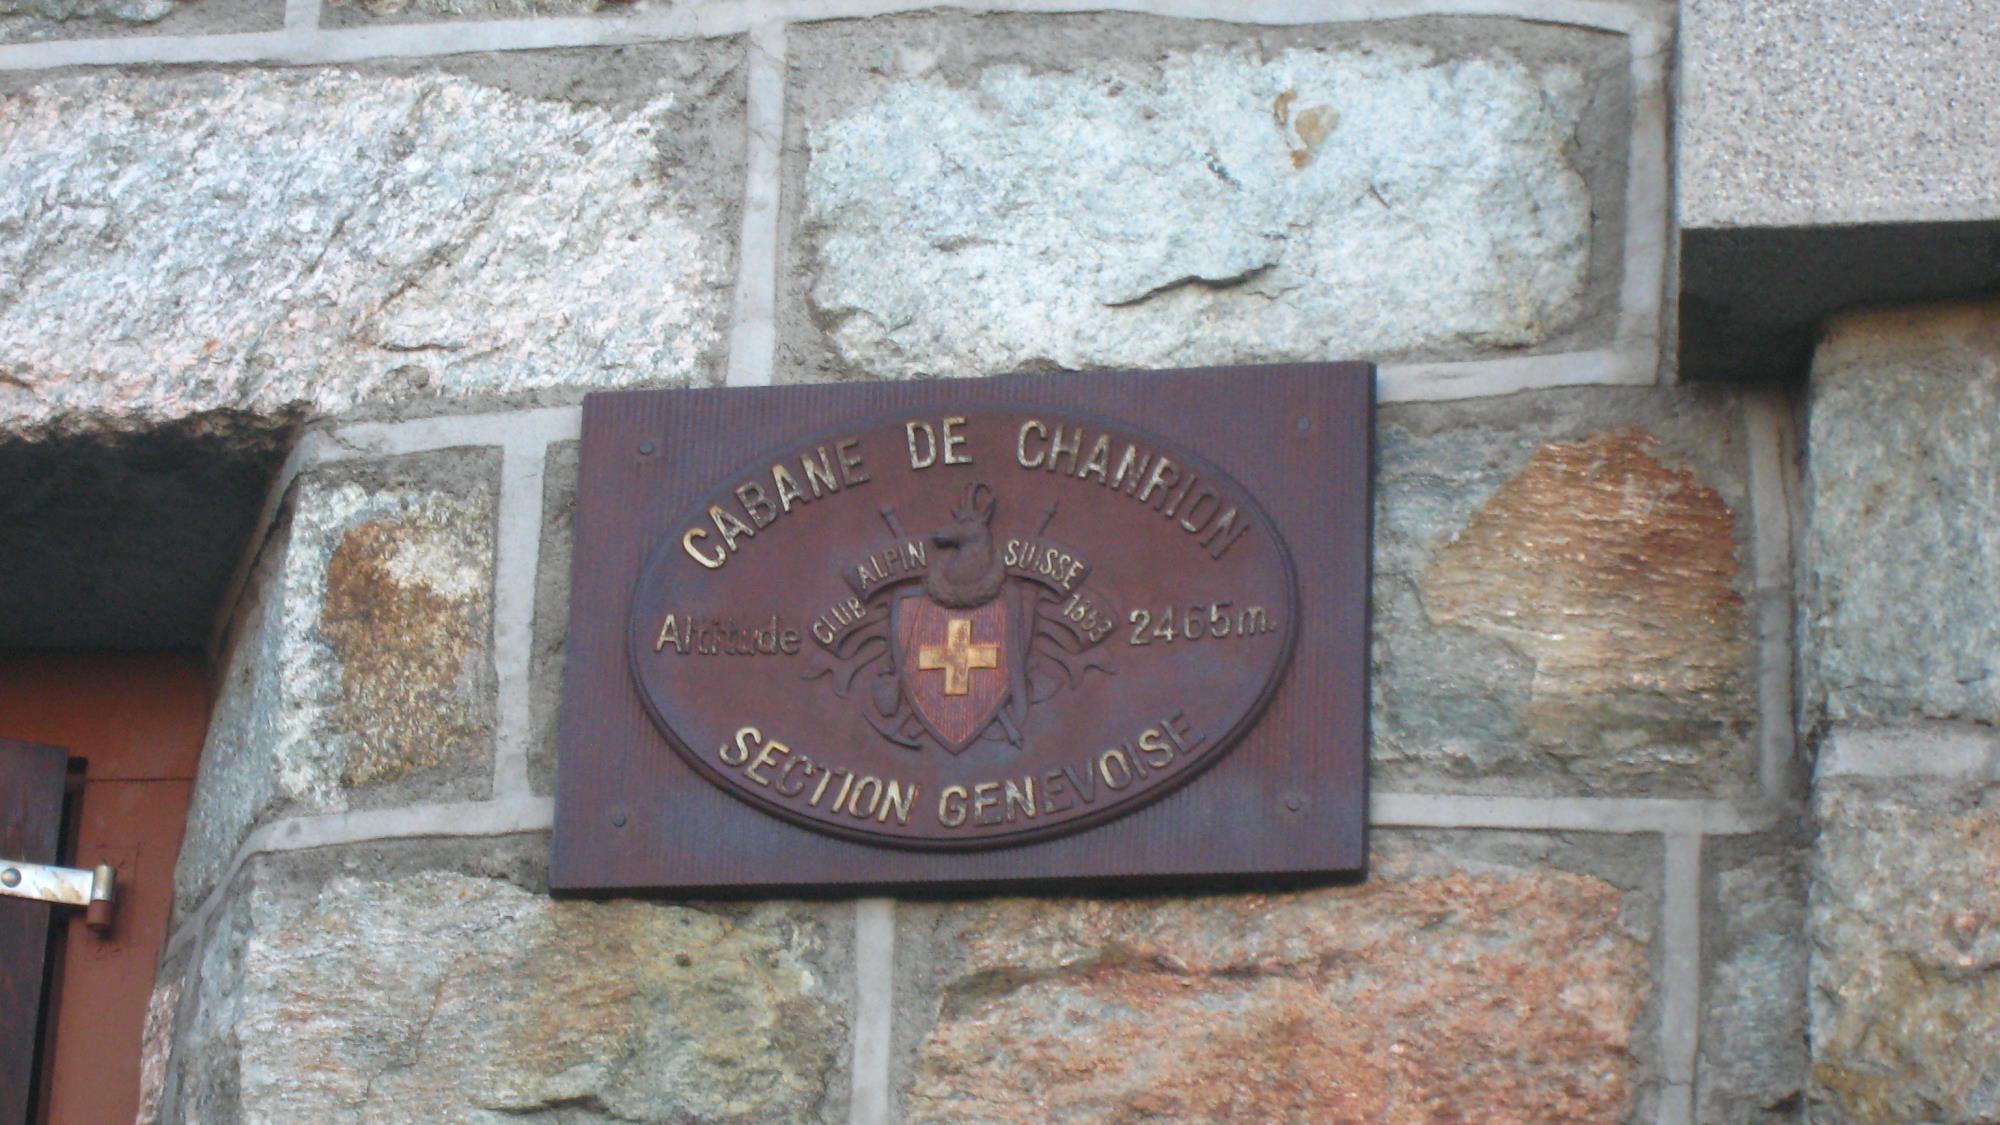 CABANE DE CHANRION
CLUB ALPIN SUISSE 1863
Altitude 2465m.
SECTION GENEVOISE